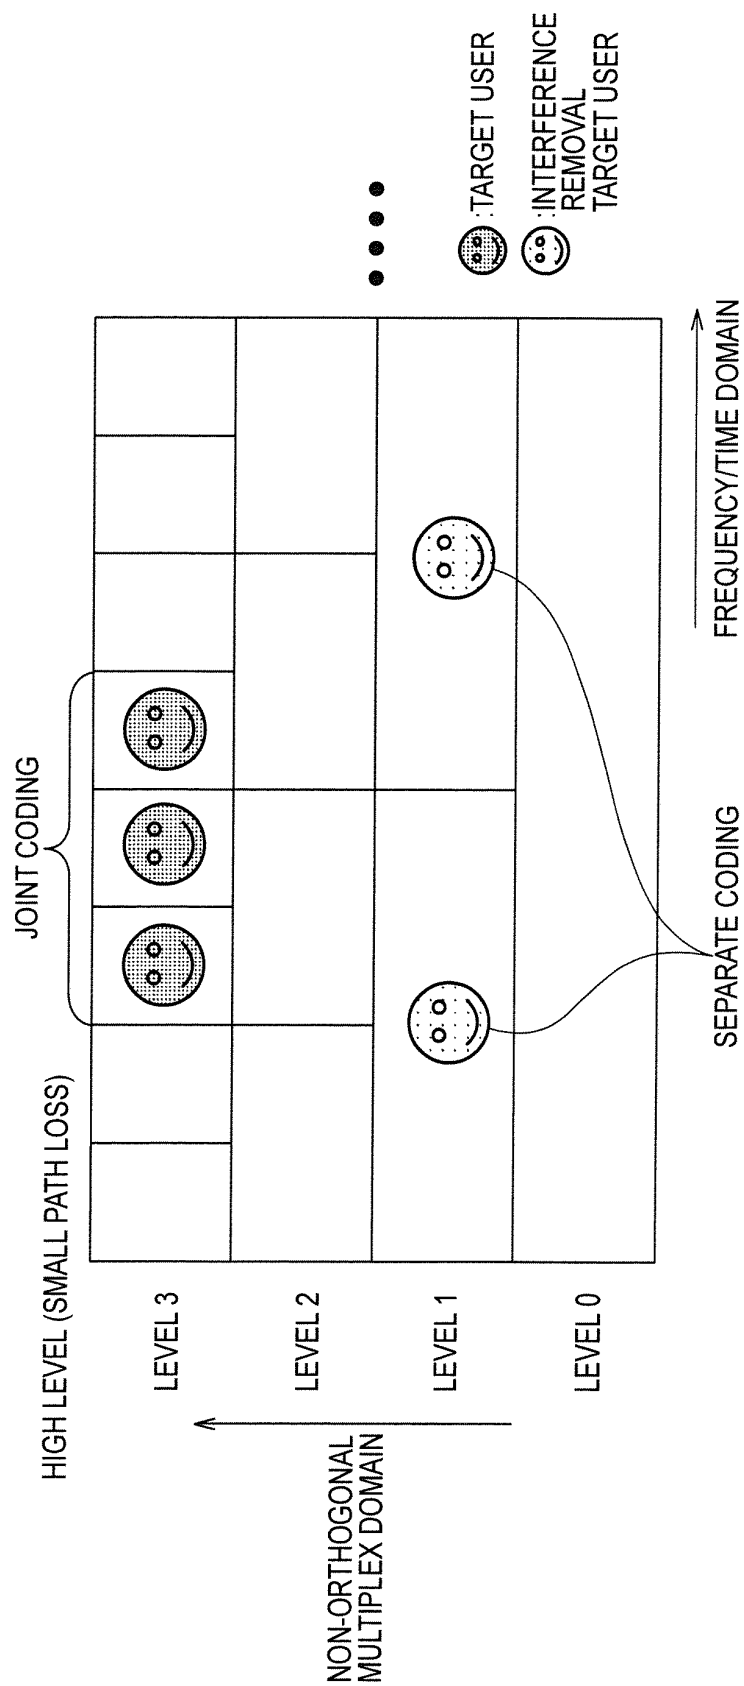 HIGH LEVEL (SMALL PATH LOSS)
JOINT CODING
LEVEL 3
LEVEL 2
LEVEL 1
LEVEL 0
NON-ORTHOGONAL
MULTIPLEX DOMAIN
:TARGET USER
:INTERFERENCE
REMOVAL
TARGET USER
SEPARATE CODING
FREQUENCY/TIME DOMAIN